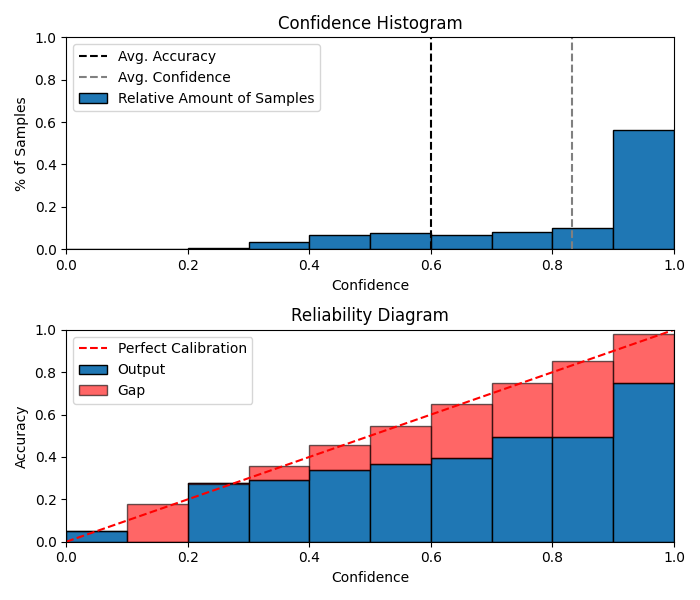 Confidence Histogram
1.0
0.8
0.6
0.4
0.2
0.0
% of Samples
Avg. Accuracy
Avg. Confidence
Relative Amount of Samples
0.0 0.2 0.4 0.6 0.8 1.0
Confidence
Reliability Diagram
1.0
0.8
0.6
0.4
0.2
0.0
Accuracy
Perfect Calibration
Output
Gap
0.0 0.2 0.4 0.6 0.8 1.0
Confidence